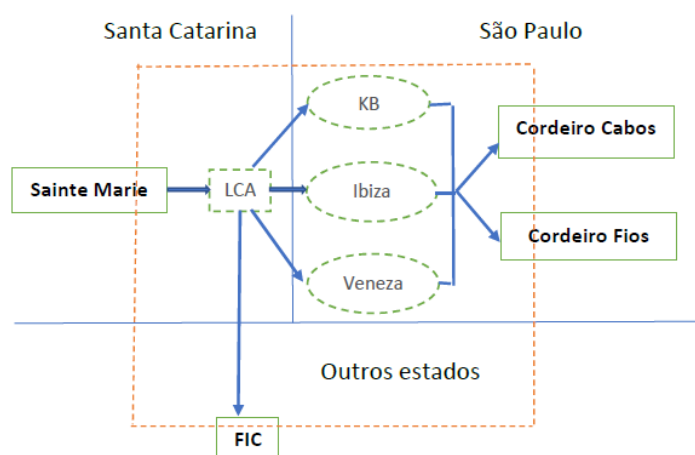 Santa Catarina
São Paulo
KB
Cordeiro Cabos
Sainte Marie
LCA
Ibiza
Cordeiro Fios
Veneza
Outros estados
FIC